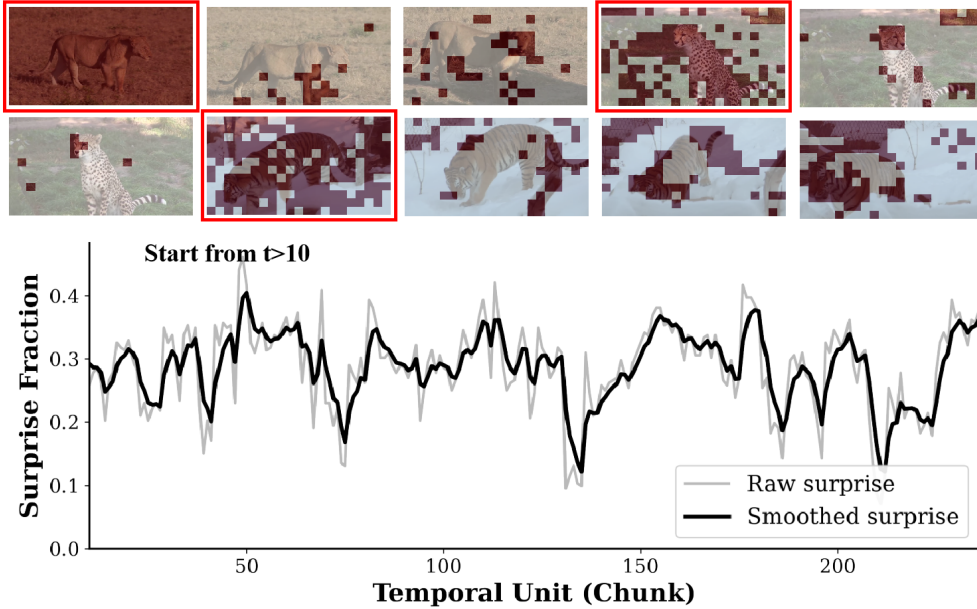 Start from t>10
Surprise Fraction
0.4
0.3
0.2
0.1
0.0
50
100
150
200
Temporal Unit (Chunk)
Raw surprise
Smoothed surprise